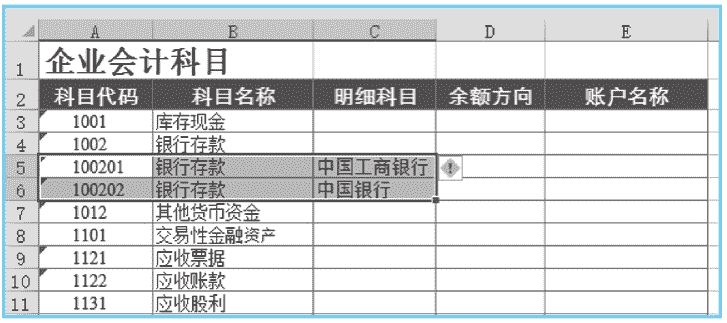 A B C D E
1 企业会计科目
2 科目代码 科目名称 明细科目 余额方向 账户名称
3 1001 库存现金
4 1002 银行存款
5 100201 银行存款 中国工商银行
6 100202 银行存款 中国银行
7 1012 其他货币资金
8 1101 交易性金融资产
9 1121 应收票据
10 1122 应收账款
11 1131 应收股利